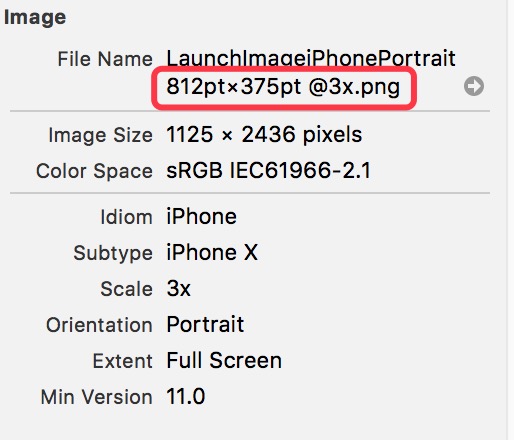 Image
File Name LaunchImageiPhonePortrait
812pt×375pt @3x.png
Image Size 1125 × 2436 pixels
Color Space sRGB IEC61966-2.1
Idiom iPhone
Subtype iPhone X
Scale 3x
Orientation Portrait
Extent Full Screen
Min Version 11.0